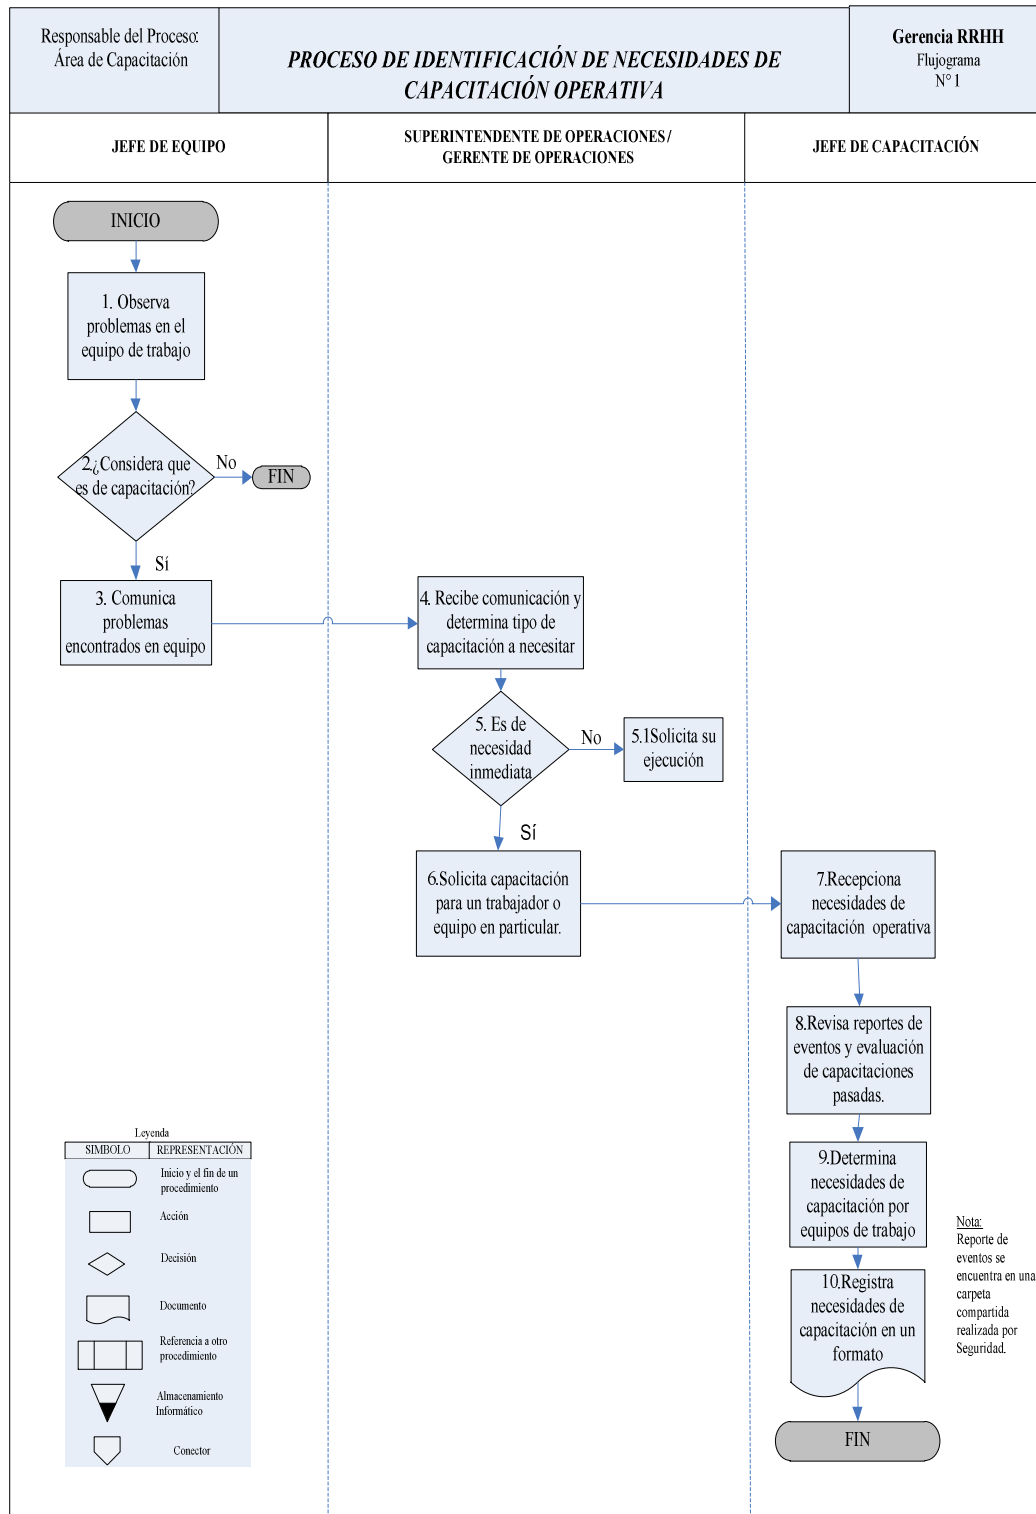 Responsable del Proceso:
Área de Capacitación
PROCESO DE IDENTIFICACIÓN DE NECESIDADES DE
CAPACITACIÓN OPERATIVA
Gerencia RRHH
Flujograma
N° 1
JEFE DE EQUIPO
SUPERINTENDENTE DE OPERACIONES /
GERENTE DE OPERACIONES
JEFE DE CAPACITACIÓN
INICIO
1. Observa
problemas en el
equipo de trabajo
2.¿Considera que
es de capacitación?
No
FIN
Sí
3. Comunica
problemas
encontrados en equipo
4. Recibe comunicación y
determina tipo de
capacitación a necesitar
5. Es de
necesidad
inmediata
No
5.1Solicita su
ejecución
Sí
6.Solicita capacitación
para un trabajador o
equipo en particular.
7.Recepciona
necesidades de
capacitación operativa
8.Revisa reportes de
eventos y evaluación
de capacitaciones
pasadas.
9.Determina
necesidades de
capacitación por
equipos de trabajo
10.Registra
necesidades de
capacitación en un
formato
FIN
Nota:
Reporte de
eventos se
encuentra en una
carpeta
compartida
realizada por
Seguridad.
Leyenda
SIMBOLO REPRESENTACIÓN
Inicio y el fin de un
procedimiento
Acción
Decisión
Documento
Referencia a otro
procedimiento
Almacenamiento
Informático
Conector